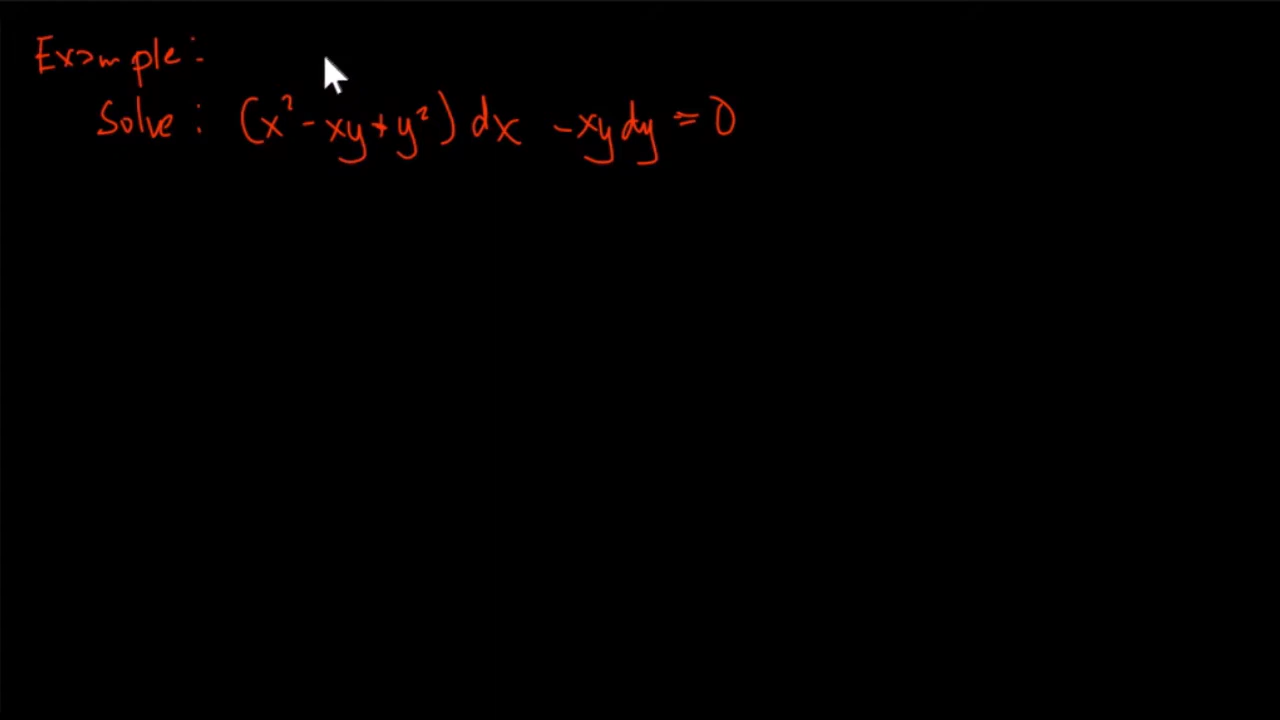 Example:
Solve: (x² - xy + y²) dx - xy dy = 0